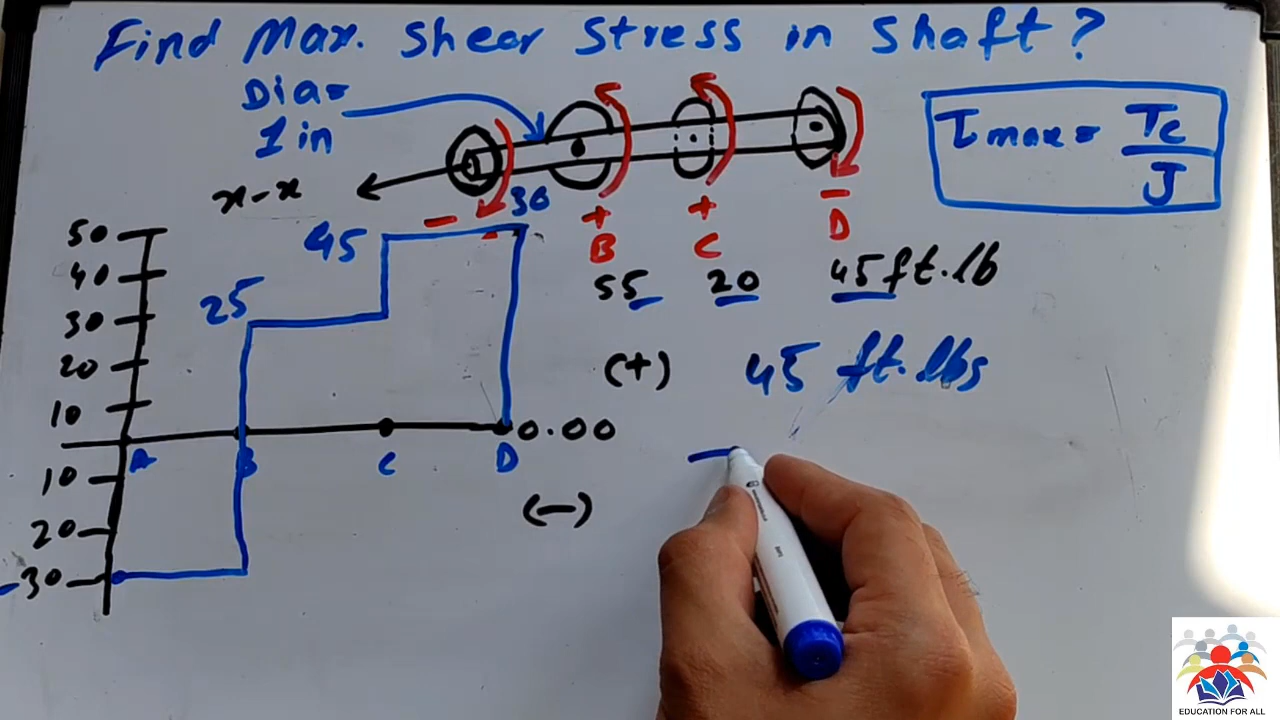 Find Max. Shear Stress in Shaft?
Dia=
1 in
τmax = Tc
J
x-x
- 30 + + -
B C D
55 20 45 ft.lb
50
45
40
25
30
20
(+) 45 ft.lbs
10
0.00
A B C D
10
(-)
20
-30
EDUCATION FOR ALL